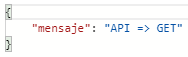 {
"mensaje": "API => GET"
}